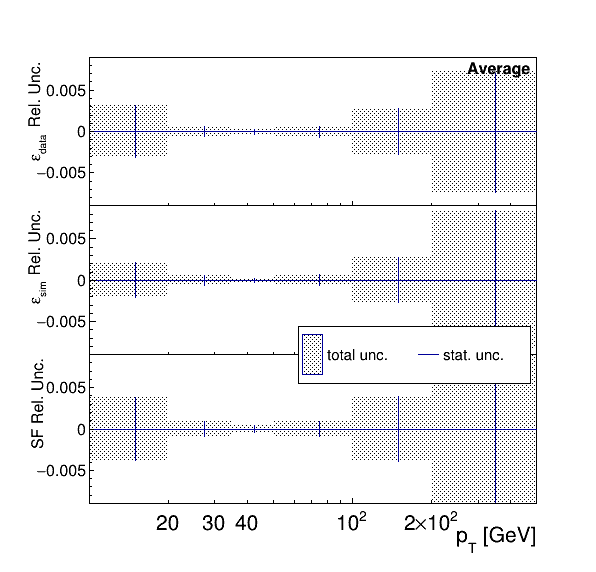 Average
ε_data Rel. Unc.
0.005
0
−0.005
ε_sim Rel. Unc.
0.005
0
−0.005
total unc.
stat. unc.
SF Rel. Unc.
0.005
0
−0.005
20 30 40 10² 2×10²
p_T [GeV]